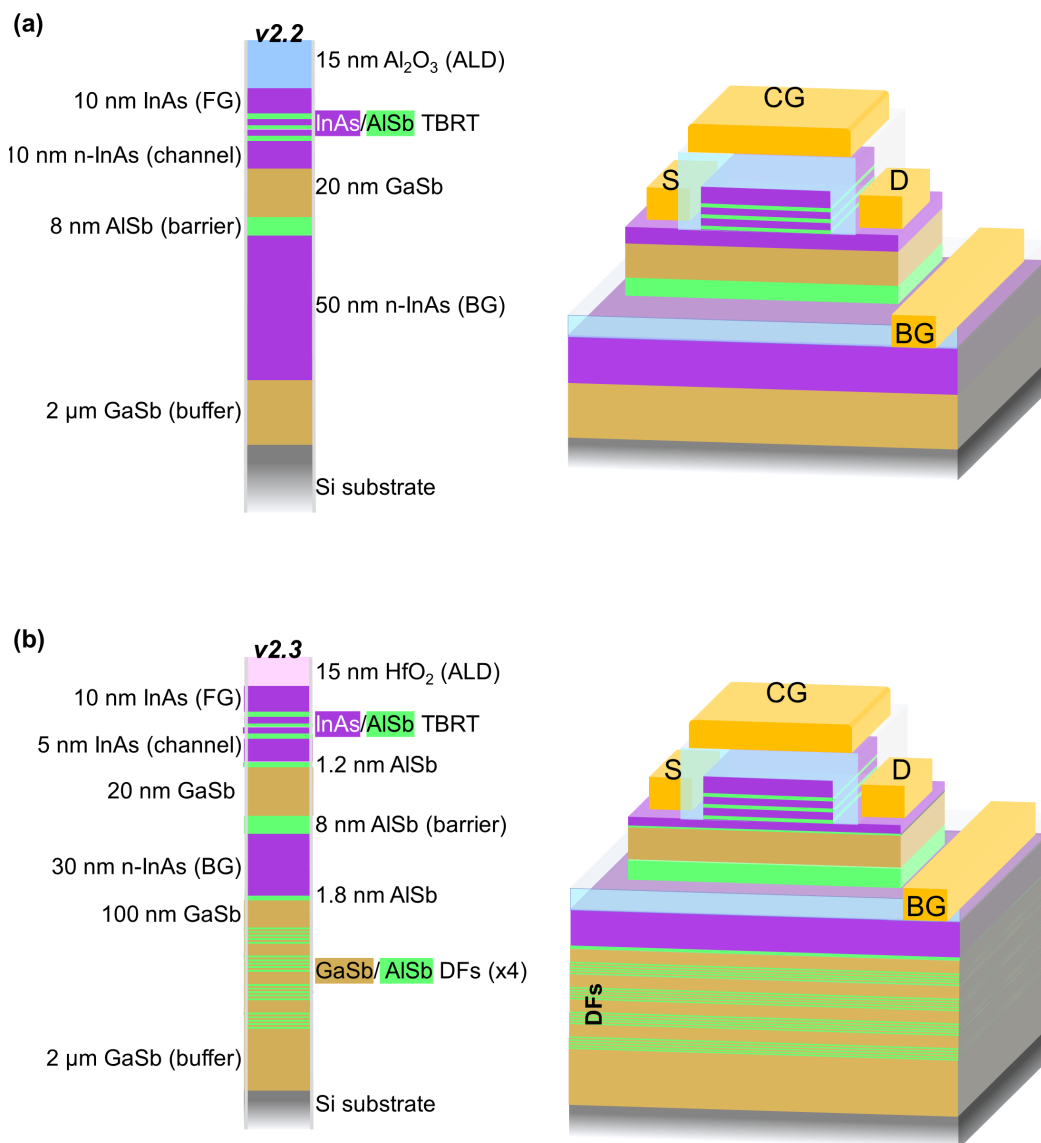 (a)
v2.2
15 nm Al₂O₃ (ALD)
10 nm InAs (FG)
InAs/AlSb TBRT
10 nm n-InAs (channel)
20 nm GaSb
8 nm AlSb (barrier)
50 nm n-InAs (BG)
2 µm GaSb (buffer)
Si substrate
CG
S
D
BG
(b)
v2.3
15 nm HfO₂ (ALD)
10 nm InAs (FG)
InAs/AlSb TBRT
5 nm InAs (channel)
1.2 nm AlSb
20 nm GaSb
8 nm AlSb (barrier)
30 nm n-InAs (BG)
1.8 nm AlSb
100 nm GaSb
GaSb/AlSb DFs (x4)
2 µm GaSb (buffer)
Si substrate
CG
S
D
BG
DFs